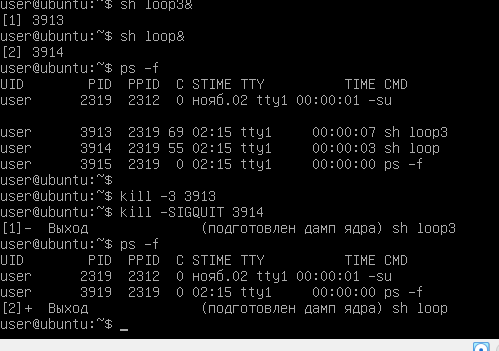 user@ubuntu:~$ sh loop3&
[1] 3913
user@ubuntu:~$ sh loop&
[2] 3914
user@ubuntu:~$ ps -f
UID        PID  PPID  C STIME TTY          TIME CMD
user      2319  2312  0 нояб.02 tty1 00:00:01 -su
user      3913  2319 69 02:15 tty1     00:00:07 sh loop3
user      3914  2319 55 02:15 tty1     00:00:03 sh loop
user      3915  2319  0 02:15 tty1     00:00:00 ps -f
user@ubuntu:~$
user@ubuntu:~$ kill -3 3913
user@ubuntu:~$ kill -SIGQUIT 3914
[1]-  Выход                 (подготовлен дамп ядра) sh loop3
user@ubuntu:~$ ps -f
UID        PID  PPID  C STIME TTY          TIME CMD
user      2319  2312  0 нояб.02 tty1 00:00:01 -su
user      3919  2319  0 02:15 tty1     00:00:00 ps -f
[2]+  Выход                 (подготовлен дамп ядра) sh loop
user@ubuntu:~$ _